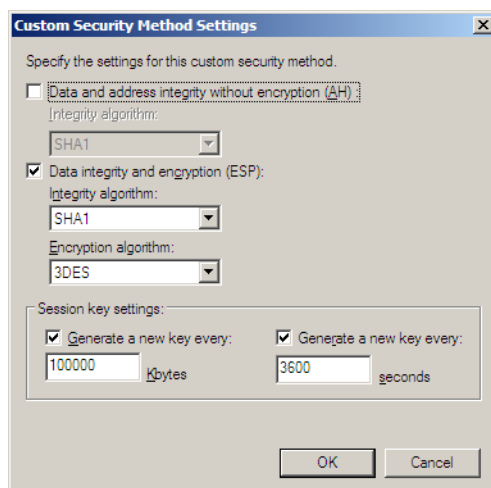 Custom Security Method Settings
Specify the settings for this custom security method.
Data and address integrity without encryption (AH) :
Integrity algorithm:
SHA1
Data integrity and encryption (ESP):
Integrity algorithm:
SHA1
Encryption algorithm:
3DES
Session key settings:
Generate a new key every: Generate a new key every:
100000 Kbytes 3600 seconds
OK Cancel